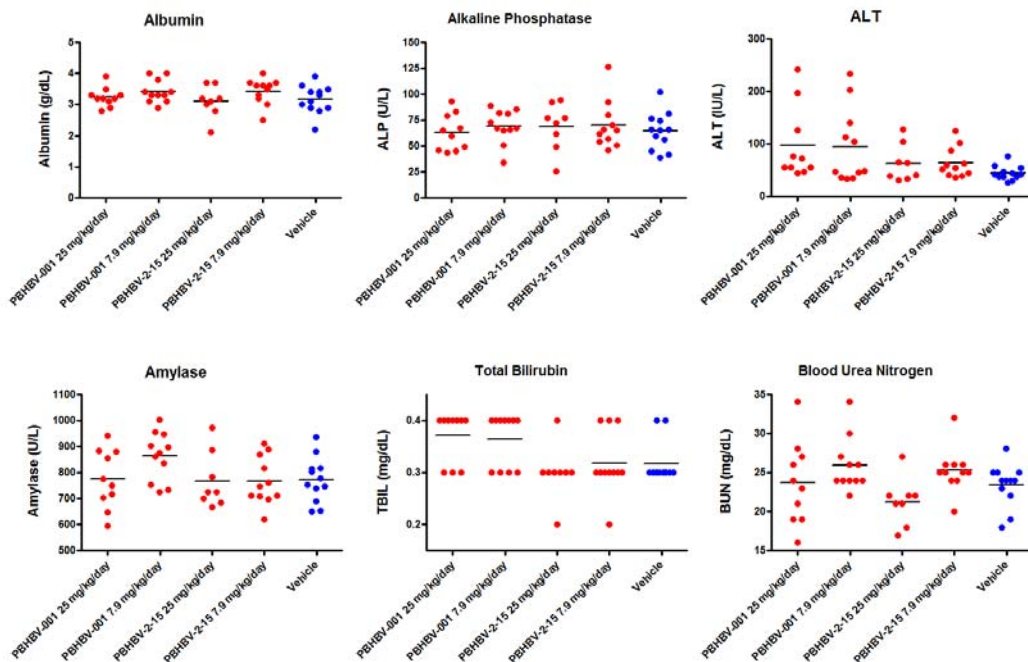 Albumin
Albumin (g/dL)
5
4
3
2
1
0
PBHBV-001 25 mg/kg/day
PBHBV-001 7.9 mg/kg/day
PBHBV-2-15 25 mg/kg/day
PBHBV-2-15 7.9 mg/kg/day
Vehicle
Alkaline Phosphatase
ALP (U/L)
150
125
100
75
50
25
0
PBHBV-001 25 mg/kg/day
PBHBV-001 7.9 mg/kg/day
PBHBV-2-15 25 mg/kg/day
PBHBV-2-15 7.9 mg/kg/day
Vehicle
ALT
ALT (U/L)
300
200
100
0
PBHBV-001 25 mg/kg/day
PBHBV-001 7.9 mg/kg/day
PBHBV-2-15 25 mg/kg/day
PBHBV-2-15 7.9 mg/kg/day
Vehicle
Amylase
Amylase (U/L)
1100
1000
900
800
700
600
500
PBHBV-001 25 mg/kg/day
PBHBV-001 7.9 mg/kg/day
PBHBV-2-15 25 mg/kg/day
PBHBV-2-15 7.9 mg/kg/day
Vehicle
Total Bilirubin
TBIL (mg/dL)
0.4
0.3
0.2
PBHBV-001 25 mg/kg/day
PBHBV-001 7.9 mg/kg/day
PBHBV-2-15 25 mg/kg/day
PBHBV-2-15 7.9 mg/kg/day
Vehicle
Blood Urea Nitrogen
BUN (mg/dL)
35
30
25
20
15
PBHBV-001 25 mg/kg/day
PBHBV-001 7.9 mg/kg/day
PBHBV-2-15 25 mg/kg/day
PBHBV-2-15 7.9 mg/kg/day
Vehicle